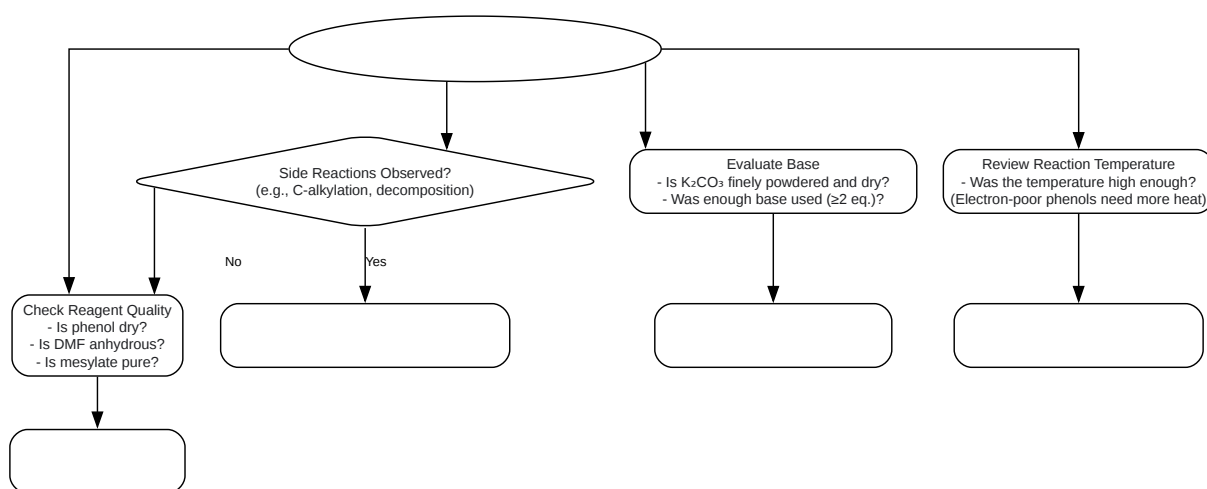 Side Reactions Observed?
(e.g., C-alkylation, decomposition)
Evaluate Base
- Is K₂CO₃ finely powdered and dry?
- Was enough base used (≥2 eq.)?
Review Reaction Temperature
- Was the temperature high enough?
(Electron-poor phenols need more heat)
No
Yes
Check Reagent Quality
- Is phenol dry?
- Is DMF anhydrous?
- Is mesylate pure?